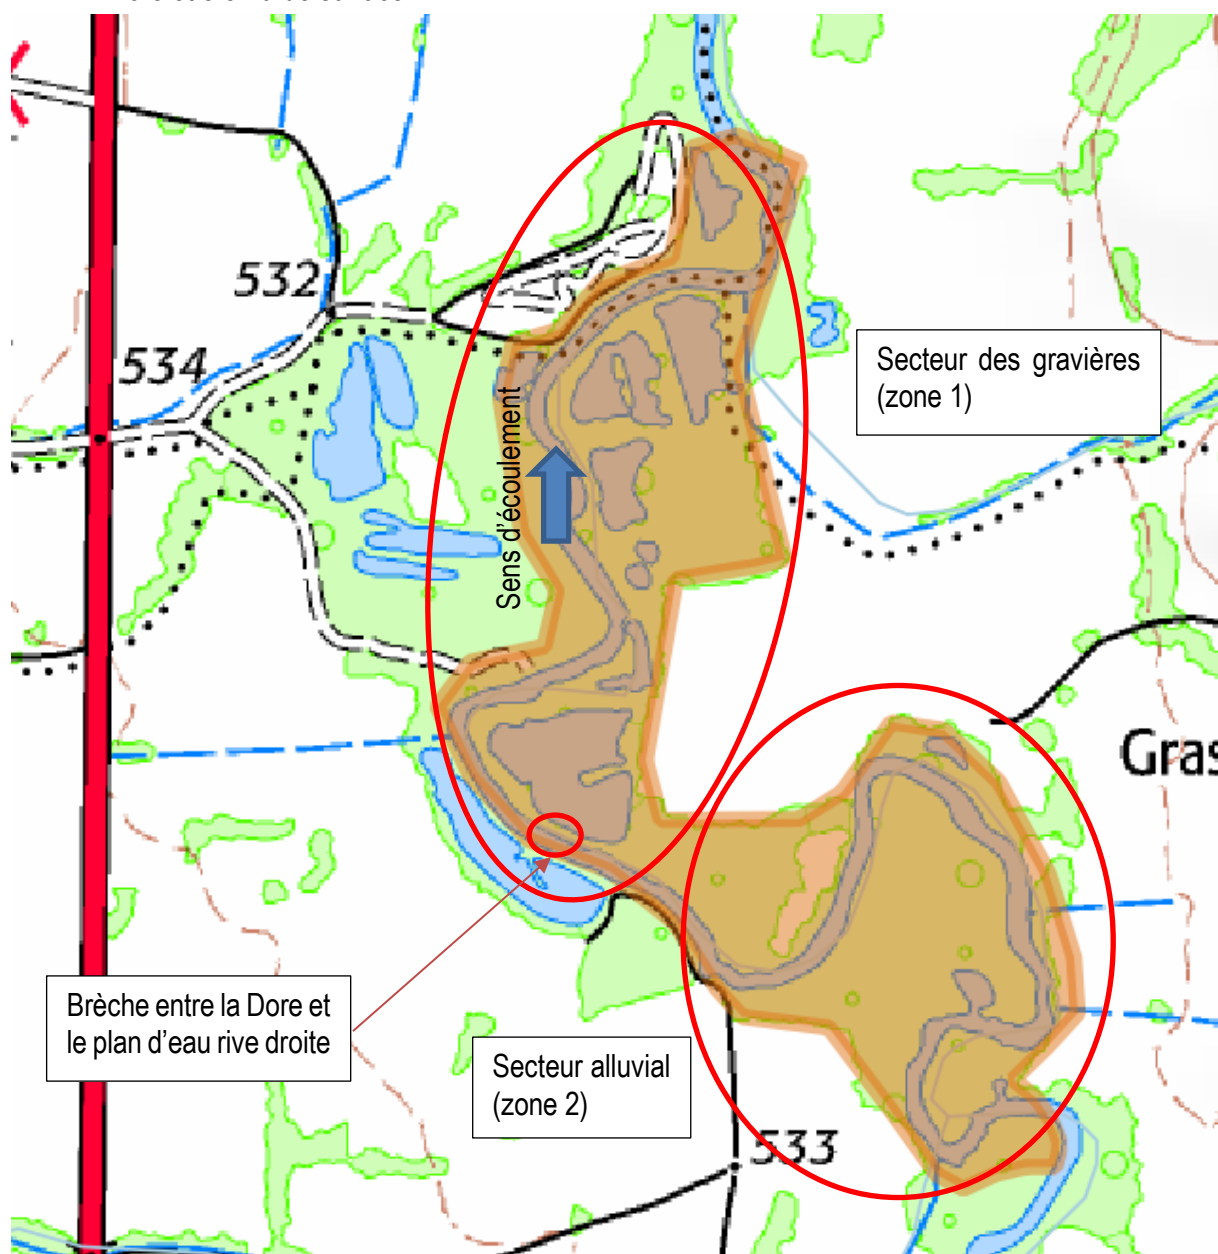 532
534
Secteur des gravières
(zone 1)
Sens d'écoulement
Gras
Brèche entre la Dore et
le plan d'eau rive droite
Secteur alluvial
(zone 2)
533